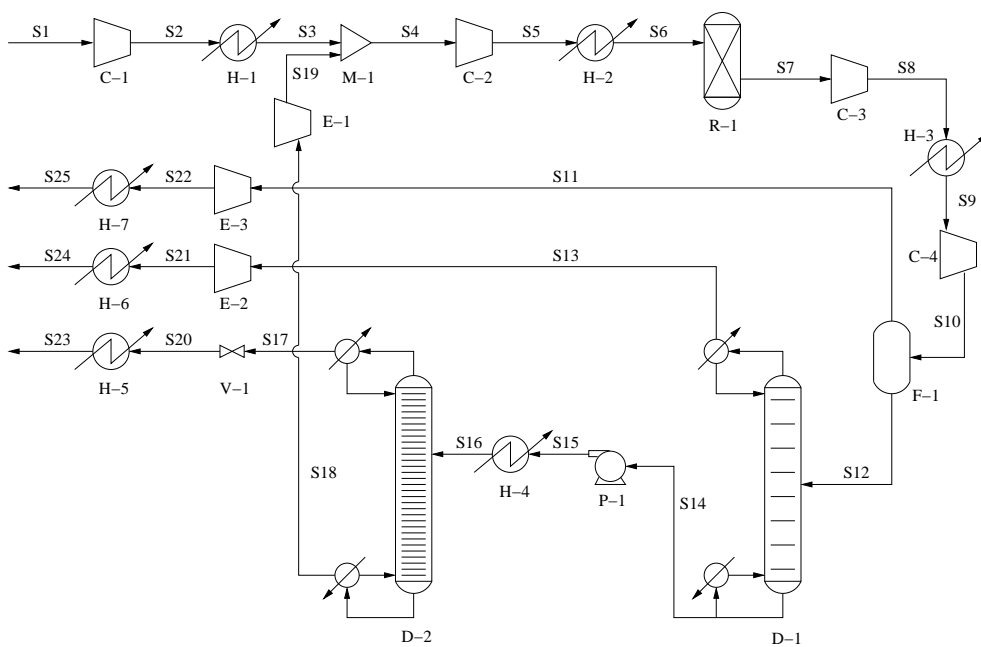 S1
S2
S3
S4
S5
S6
C–1
H–1
M–1
C–2
H–2
S19
S7
S8
E–1
R–1
C–3
H–3
S25
S22
S11
S9
H–7
E–3
C–4
S24
S21
S13
H–6
E–2
S10
S23
S20
S17
H–5
V–1
F–1
S18
S16
S15
S12
H–4
P–1
S14
D–2
D–1